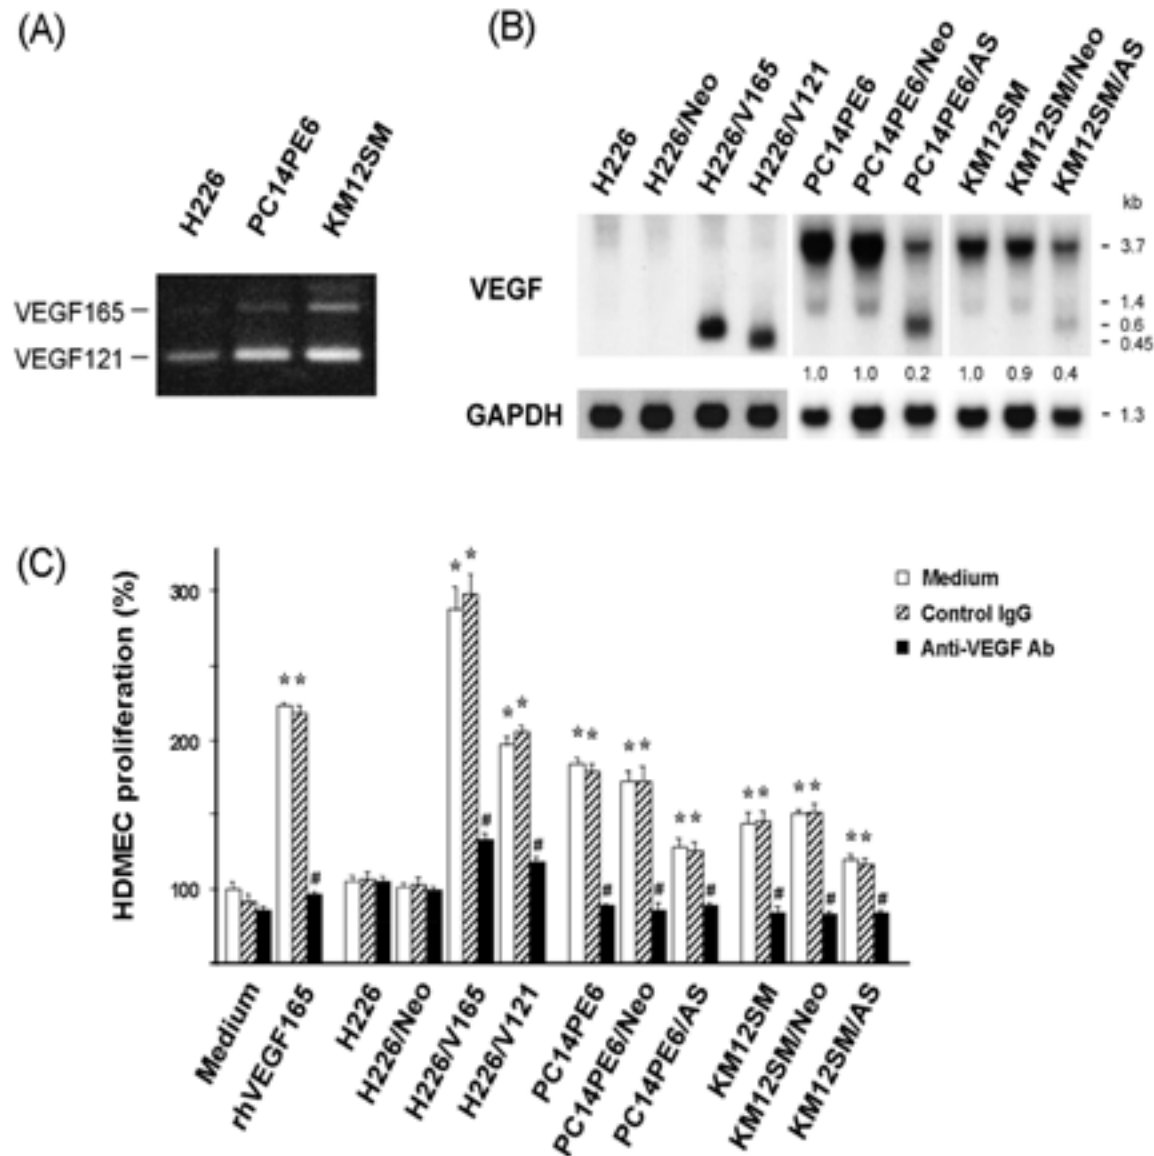 (A)
H226
PC14PE6
KM12SM
VEGF165
VEGF121
(B)
H226
H226/Neo
H226/V165
H226/V121
PC14PE6
PC14PE6/Neo
PC14PE6/AS
KM12SM
KM12SM/Neo
KM12SM/AS
kb
VEGF
- 3.7
- 1.4
- 0.6
- 0.45
1.0 1.0 0.2 1.0 0.9 0.4
GAPDH
- 1.3
(C)
HDMEC proliferation (%)
300
200
100
Medium
Control IgG
Anti-VEGF Ab
* * * * * * * * * * * * * * * * * *
# # # # # # # # #
Medium
rhVEGF165
H226
H226/Neo
H226/V165
H226/V121
PC14PE6
PC14PE6/Neo
PC14PE6/AS
KM12SM
KM12SM/Neo
KM12SM/AS